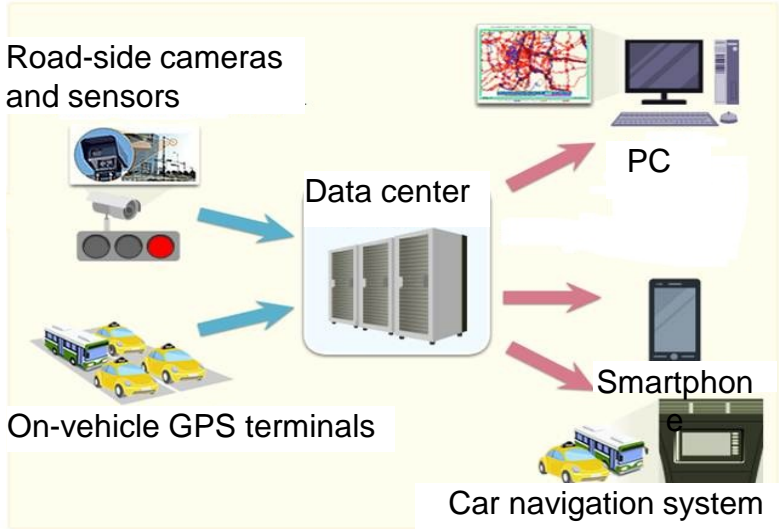 Road-side cameras
and sensors
Data center
PC
Smartphon
e
On-vehicle GPS terminals
Car navigation system